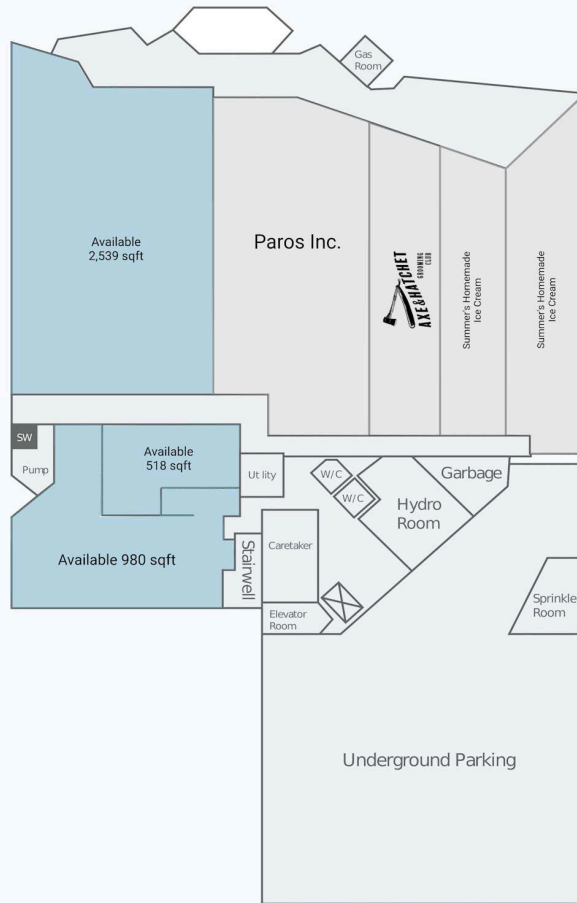 Gas
Room
Available
2,539 sqft
Paros Inc.
AXE&HATCHET
GROOMING
CLUB
Summer's Homemade
Ice Cream
Summer's Homemade
Ice Cream
SW
Pump
Available
518 sqft
Ut lity
W/C
W/C
Garbage
Hydro
Room
Available 980 sqft
Stairwell
Caretaker
Elevator
Room
Sprinkle
Room
Underground Parking